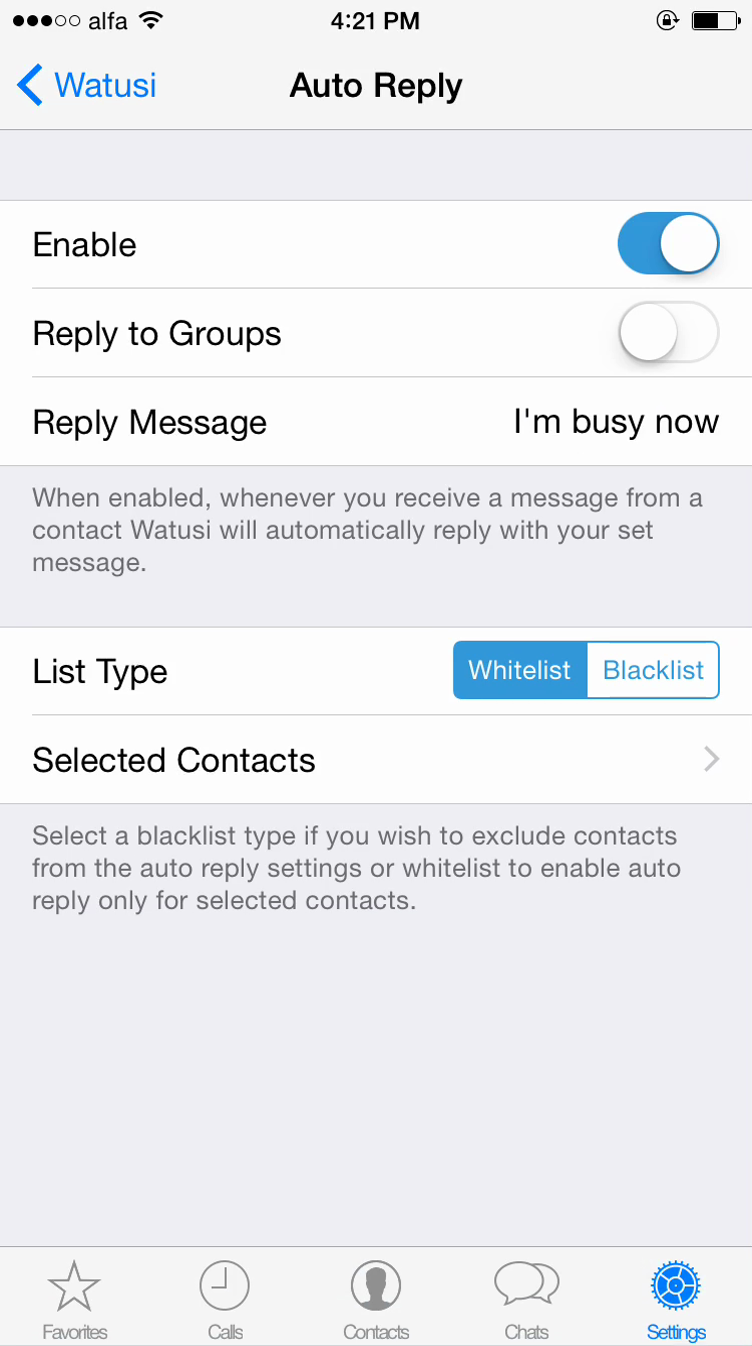 alfa 4:21 PM
Watusi Auto Reply
Enable
Reply to Groups
Reply Message I'm busy now
When enabled, whenever you receive a message from a
contact Watusi will automatically reply with your set
message.
List Type Whitelist Blacklist
Selected Contacts
Select a blacklist type if you wish to exclude contacts
from the auto reply settings or whitelist to enable auto
reply only for selected contacts.
Favorites Calls Contacts Chats Settings